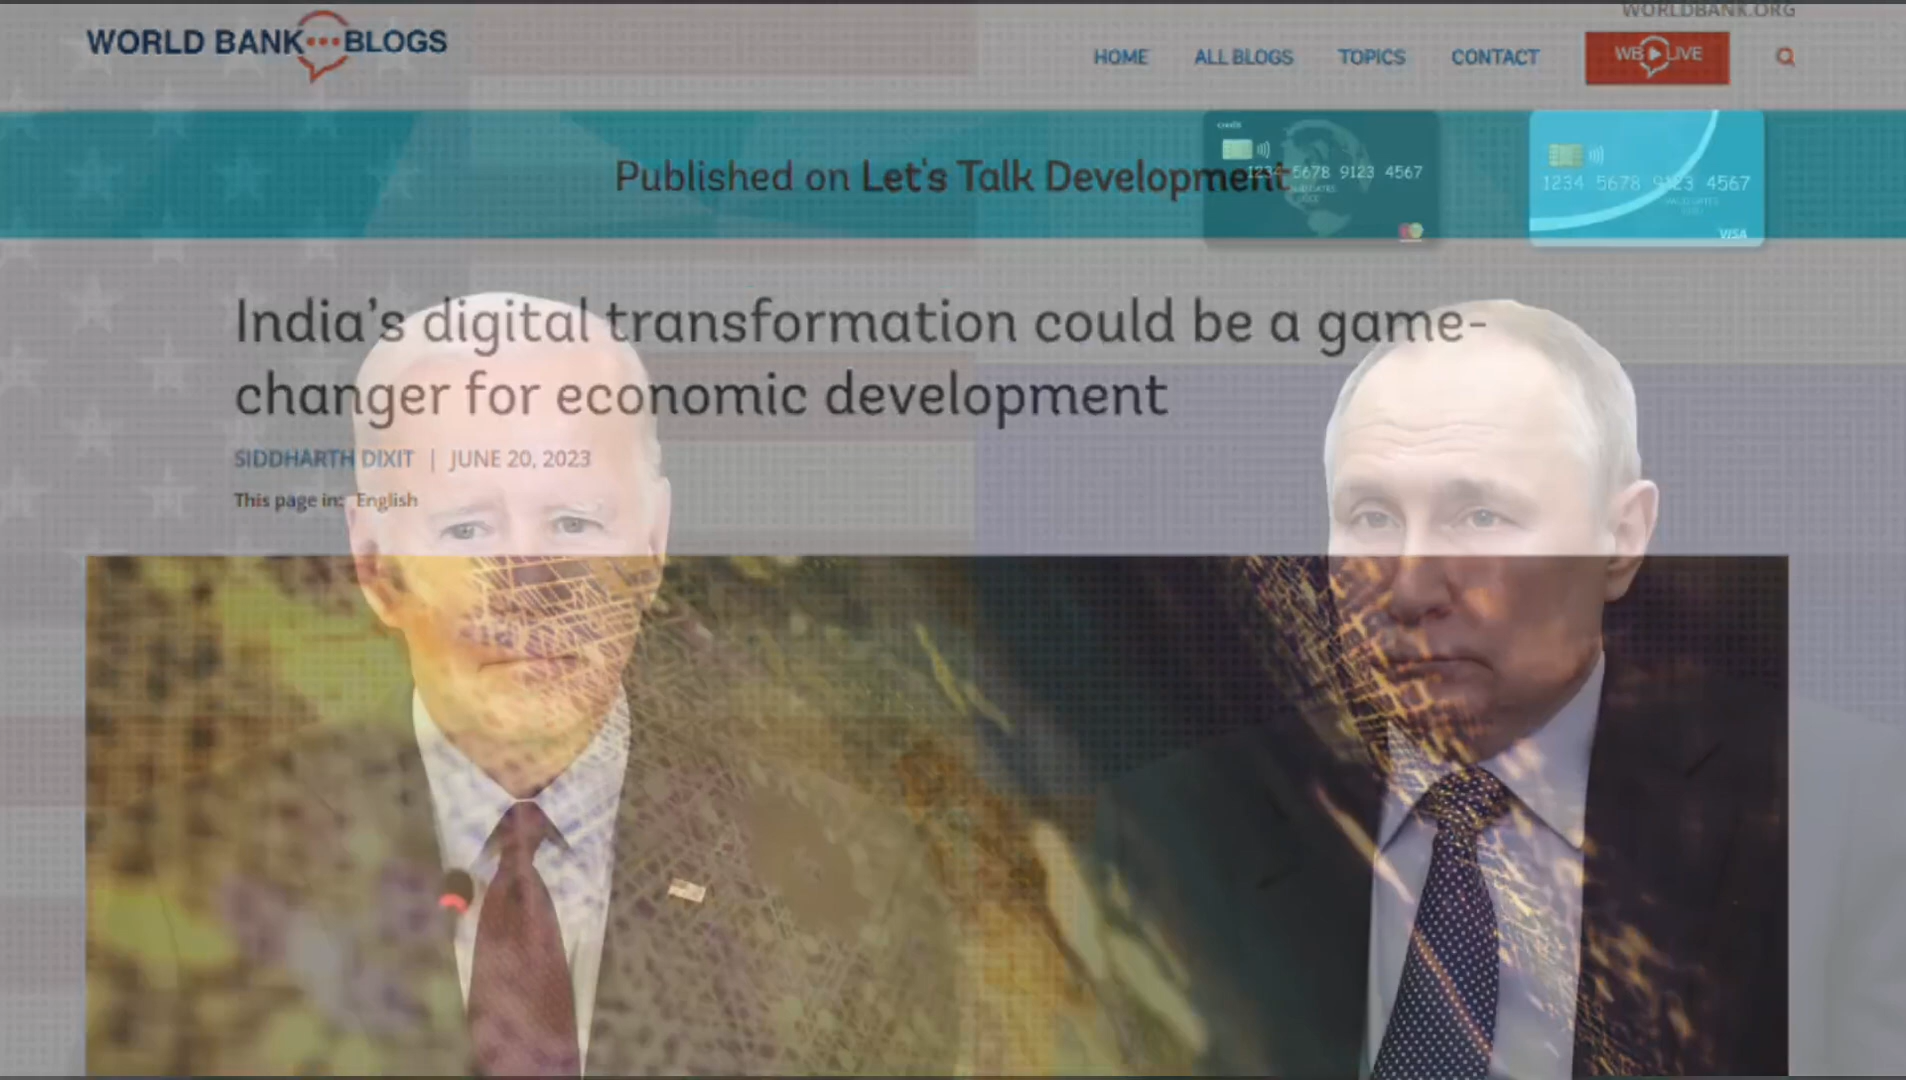 WORLDBANK.ORG
WORLD BANK BLOGS
HOME ALL BLOGS TOPICS CONTACT WB LIVE
Published on Let's Talk Development
credit
1234 5678 9123 4567
1234 5678 9123 4567
VISA
India's digital transformation could be a game-
changer for economic development
SIDDHARTH DIXIT | JUNE 20, 2023
This page in: English